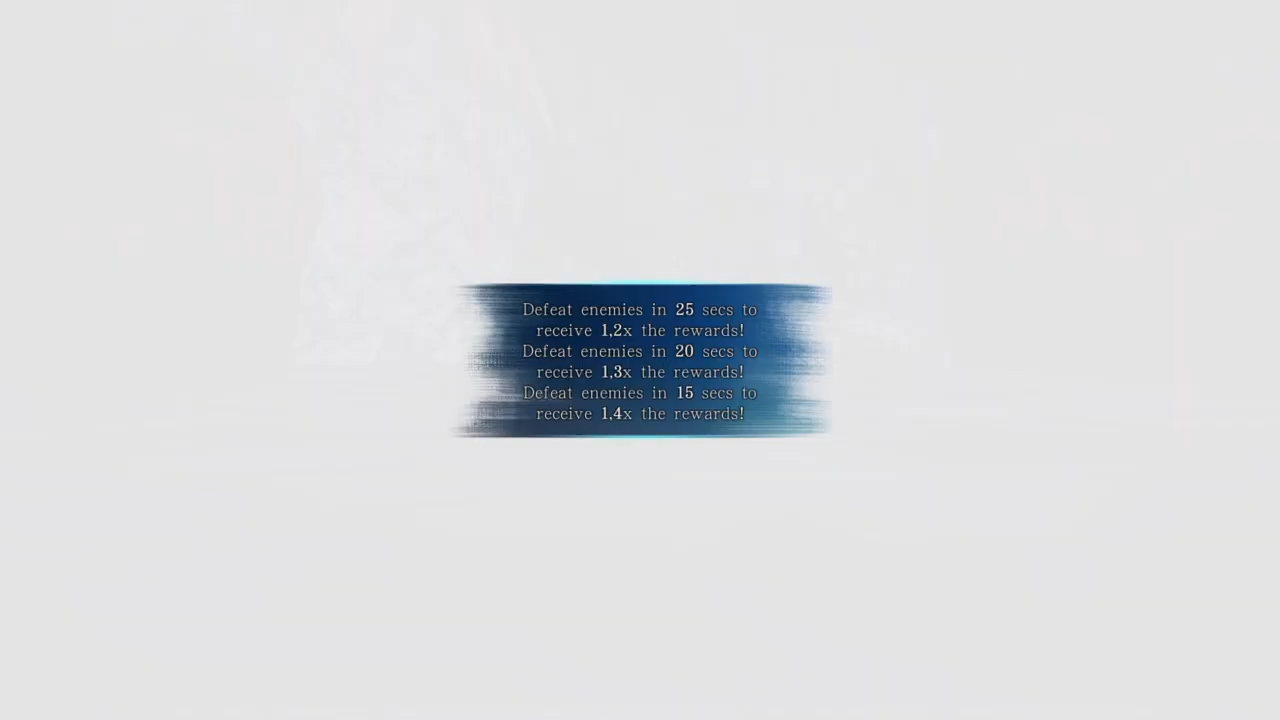 Defeat enemies in 25 secs to
receive 1,2x the rewards!
Defeat enemies in 20 secs to
receive 1,3x the rewards!
Defeat enemies in 15 secs to
receive 1,4x the rewards!